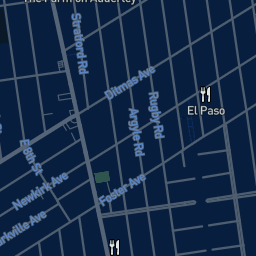 The Farm on Adderley
Stratford Rd
Ditmas Ave
El Paso
Rugby Rd
Argyle Rd
E 8th St
Newkirk Ave
Foster Ave